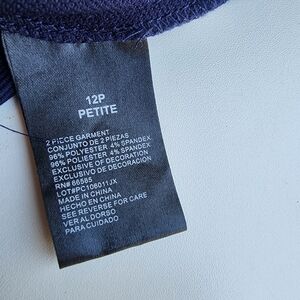 12P
PETITE
2 PIECE GARMENT
CONJUNTO DE 2 PIEZAS
96% POLYESTER 4% SPANDEX
96% POLIESTER 4% SPANDEX
EXCLUSIVE OF DECORATION
EXCLUSIVO DE DECORACION
RN# 66585
LOT#PC106011JX
MADE IN CHINA
HECHO EN CHINA
SEE REVERSE FOR CARE
VER AL DORSO
PARA CUIDADO